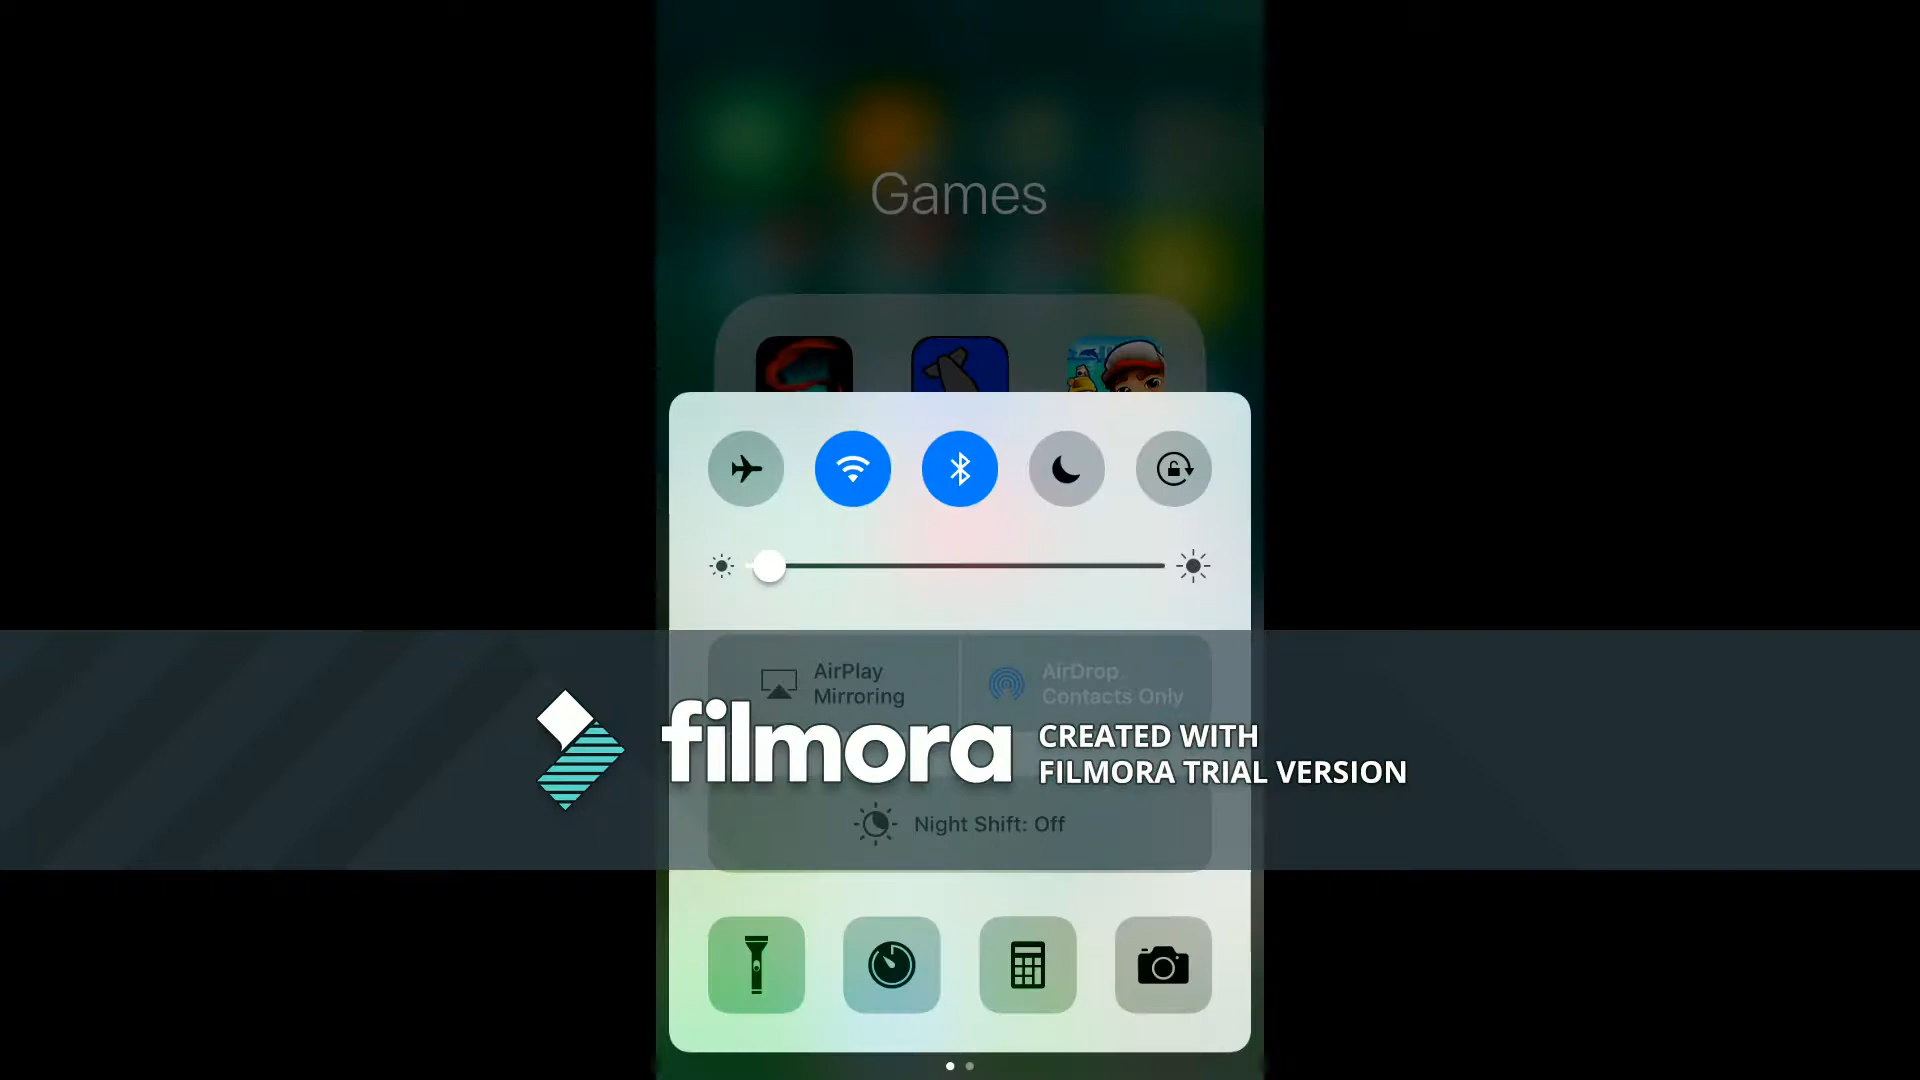 Games
AirPlay
Mirroring
AirDrop
Contacts Only
filmora
CREATED WITH
FILMORA TRIAL VERSION
Night Shift: Off